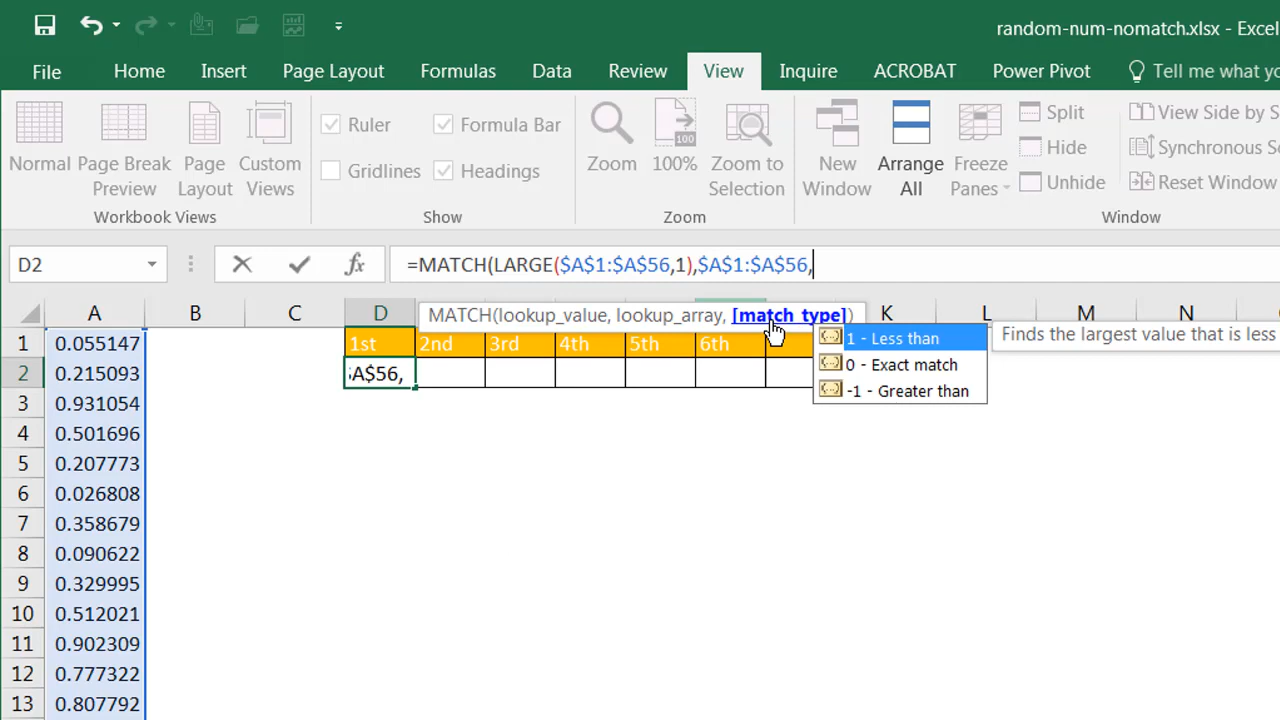 random-num-nomatch.xlsx - Excel
File Home Insert Page Layout Formulas Data Review View Inquire ACROBAT Power Pivot Tell me what
Normal Page Break Preview Page Layout Custom Views
Workbook Views
Ruler Formula Bar
Gridlines Headings
Show
Zoom 100% Zoom to Selection
100
Zoom
New Window Arrange All Freeze Panes
Split
Hide
Unhide
View Side by
Synchronous
Reset Window
Window
D2 fx =MATCH(LARGE($A$1:$A$56,1),$A$1:$A$56,
MATCH(lookup_value, lookup_array, [match_type])
A B C D K L M N
1 0.055147 1st 2nd 3rd 4th 5th 6th
1 - Less than
0 - Exact match
-1 - Greater than
Finds the largest value that is less
2 0.215093 A$56,
3 0.931054
4 0.501696
5 0.207773
6 0.026808
7 0.358679
8 0.090622
9 0.329995
10 0.512021
11 0.902309
12 0.777322
13 0.807792